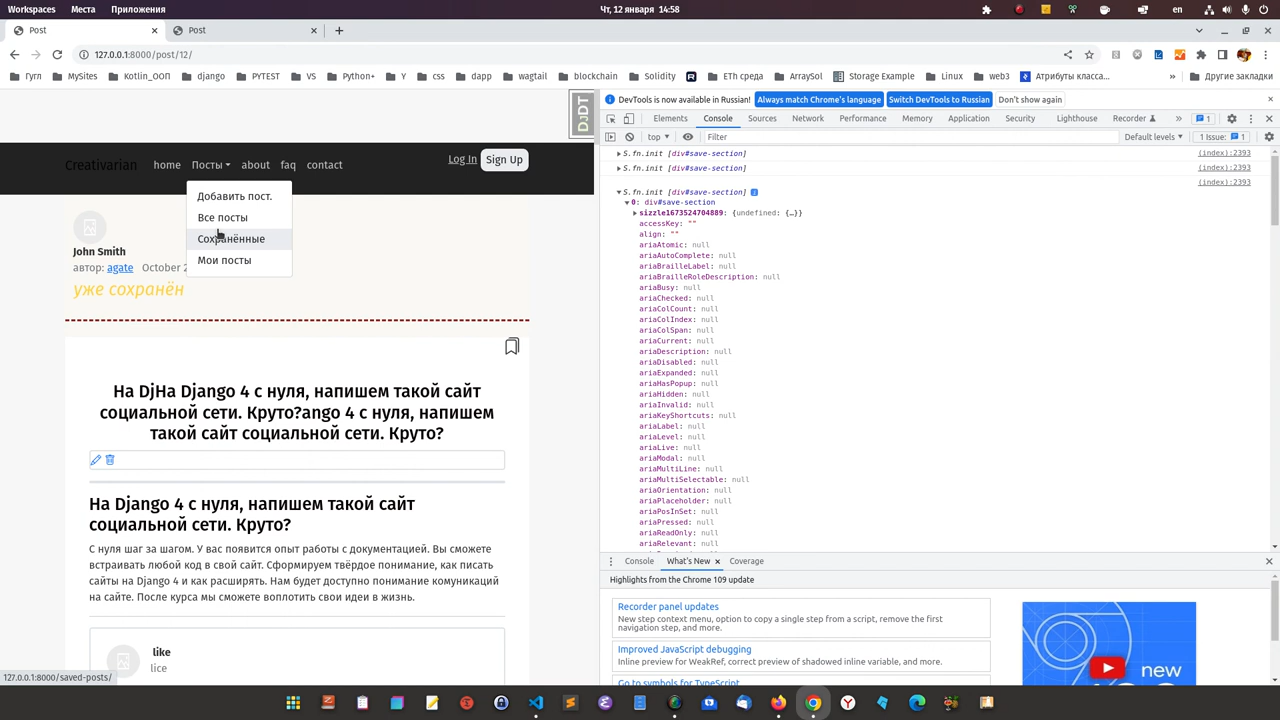 Workspaces Места Приложения Чт, 12 января 14:58 en
Post Post
127.0.0.1:8000/post/12/
Гугл MySites Kotlin_ООП django PYTEST VS Python+ Y css dapp wagtail blockchain Solidity ETh среда ArraySol Storage Example Linux web3 Атрибуты класса... » Другие закладки
DjDT
Creativarian home Посты about faq contact Log In Sign Up
Добавить пост.
Все посты
Сохранённые
Мои посты
John Smith
автор: agate October 2
уже сохранён
На DjНа Django 4 с нуля, напишем такой сайт
социальной сети. Круто?ango 4 с нуля, напишем
такой сайт социальной сети. Круто?
На Django 4 с нуля, напишем такой сайт
социальной сети. Круто?
С нуля шаг за шагом. У вас появится опыт работы с документацией. Вы сможете
встраивать любой код в свой сайт. Сформируем твёрдое понимание, как писать
сайты на Django 4 и как расширять. Нам будет доступно понимание комуникаций
на сайте. После курса мы сможете воплотить свои идеи в жизнь.
like
lice
127.0.0.1:8000/saved-posts/
DevTools is now available in Russian! Always match Chrome's language Switch DevTools to Russian Don't show again
Elements Console Sources Network Performance Memory Application Security Lighthouse Recorder » 1
top Filter Default levels 1 Issue: 1
S.fn.init [div#save-section] (index):2393
S.fn.init [div#save-section] (index):2393
(index):2393
S.fn.init [div#save-section]
0: div#save-section
sizzle1673524704889: {undefined: {…}}
accessKey: ""
align: ""
ariaAtomic: null
ariaAutoComplete: null
ariaBrailleLabel: null
ariaBrailleRoleDescription: null
ariaBusy: null
ariaChecked: null
ariaColCount: null
ariaColIndex: null
ariaColSpan: null
ariaCurrent: null
ariaDescription: null
ariaDisabled: null
ariaExpanded: null
ariaHasPopup: null
ariaHidden: null
ariaInvalid: null
ariaKeyShortcuts: null
ariaLabel: null
ariaLevel: null
ariaLive: null
ariaModal: null
ariaMultiLine: null
ariaMultiSelectable: null
ariaOrientation: null
ariaPlaceholder: null
ariaPosInSet: null
ariaPressed: null
ariaReadOnly: null
ariaRelevant: null
Console What's New Coverage
Highlights from the Chrome 109 update
Recorder panel updates
New step context menu, option to copy a single step from a script, remove the first
navigation step, and more.
Improved JavaScript debugging
Inline preview for WeakRef, correct preview of shadowed inline variable, and more.
Go to symbols for TypeScript
new